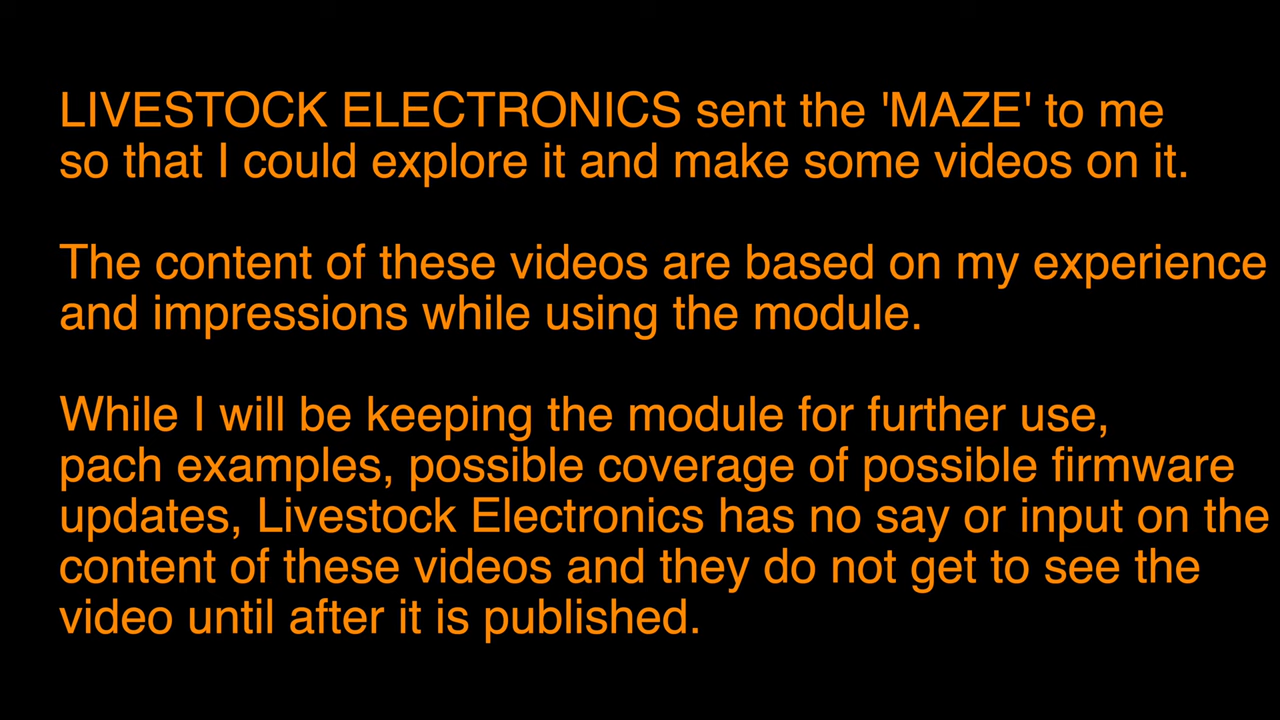 LIVESTOCK ELECTRONICS sent the 'MAZE' to me
so that I could explore it and make some videos on it.
The content of these videos are based on my experience
and impressions while using the module.
While I will be keeping the module for further use,
pach examples, possible coverage of possible firmware
updates, Livestock Electronics has no say or input on the
content of these videos and they do not get to see the
video until after it is published.